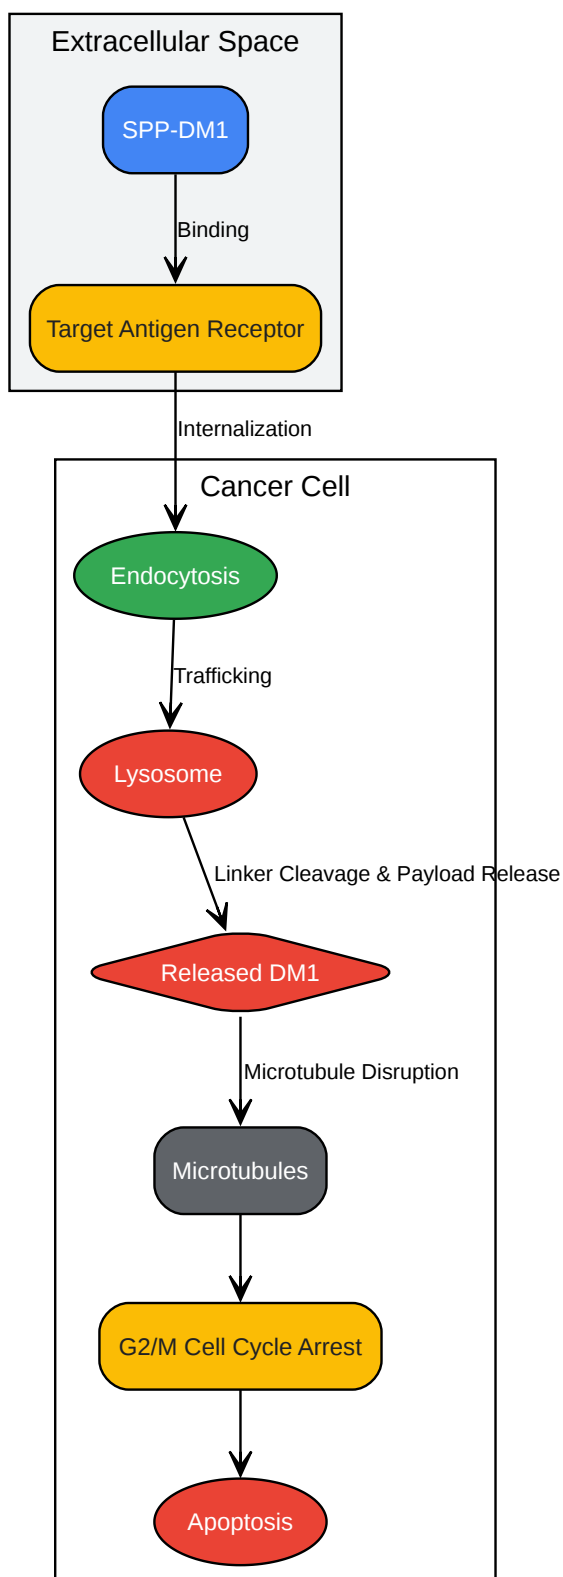 Extracellular Space
SPP-DM1
Binding
Target Antigen Receptor
Internalization
Cancer Cell
Endocytosis
Trafficking
Lysosome
Linker Cleavage & Payload Release
Released DM1
Microtubule Disruption
Microtubules
G2/M Cell Cycle Arrest
Apoptosis